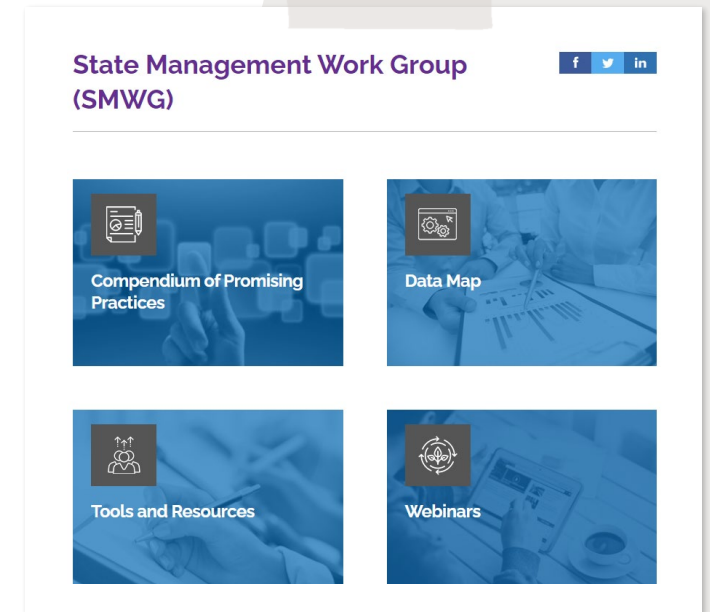 State Management Work Group
(SMWG)
f in
Compendium of Promising
Practices
Data Map
Tools and Resources
Webinars